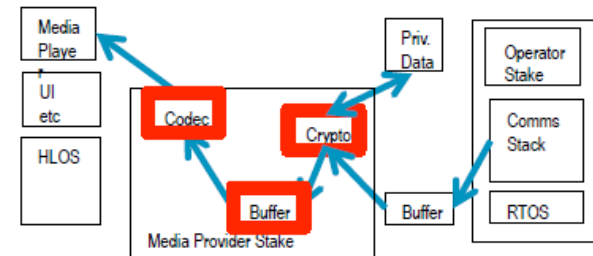 Media
Playe
r
UI
etc
HLOS
Codec
Crypto
Buffer
Media Provider Stake
Priv.
Data
Buffer
Operator
Stake
Comms
Stack
RTOS